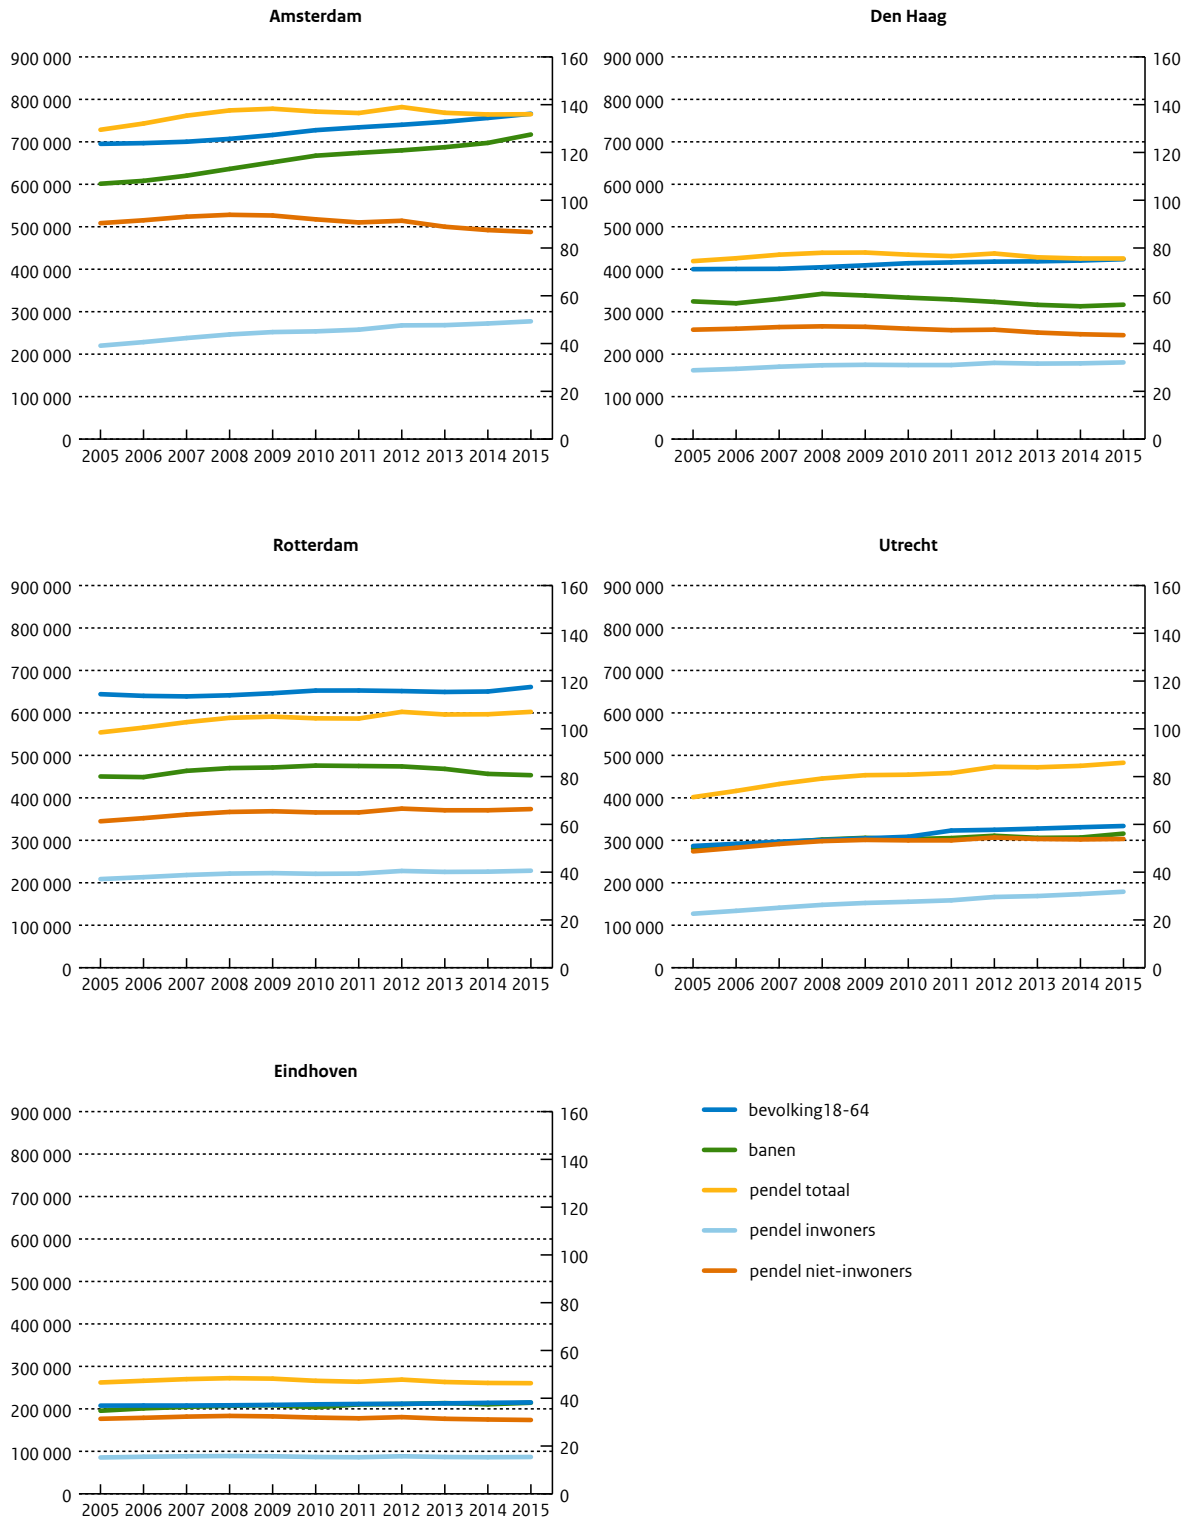 Amsterdam
Den Haag
900 000 160 900 000 160
800 000 140 800 000 140
700 000 120 700 000 120
600 000 100 600 000 100
500 000 80 500 000 80
400 000 60 400 000 60
300 000 40 300 000 40
200 000 20 200 000 20
100 000 100 000
0 0 0 0
2005 2006 2007 2008 2009 2010 2011 2012 2013 2014 2015 2005 2006 2007 2008 2009 2010 2011 2012 2013 2014 2015
Rotterdam
Utrecht
900 000 160 900 000 160
800 000 140 800 000 140
700 000 120 700 000 120
600 000 100 600 000 100
500 000 80 500 000 80
400 000 60 400 000 60
300 000 40 300 000 40
200 000 20 200 000 20
100 000 100 000
0 0 0 0
2005 2006 2007 2008 2009 2010 2011 2012 2013 2014 2015 2005 2006 2007 2008 2009 2010 2011 2012 2013 2014 2015
Eindhoven
900 000 160
800 000 140
700 000 120
600 000 100
500 000 80
400 000 60
300 000 40
200 000 20
100 000
0 0
2005 2006 2007 2008 2009 2010 2011 2012 2013 2014 2015
bevolking18-64
banen
pendel totaal
pendel inwoners
pendel niet-inwoners